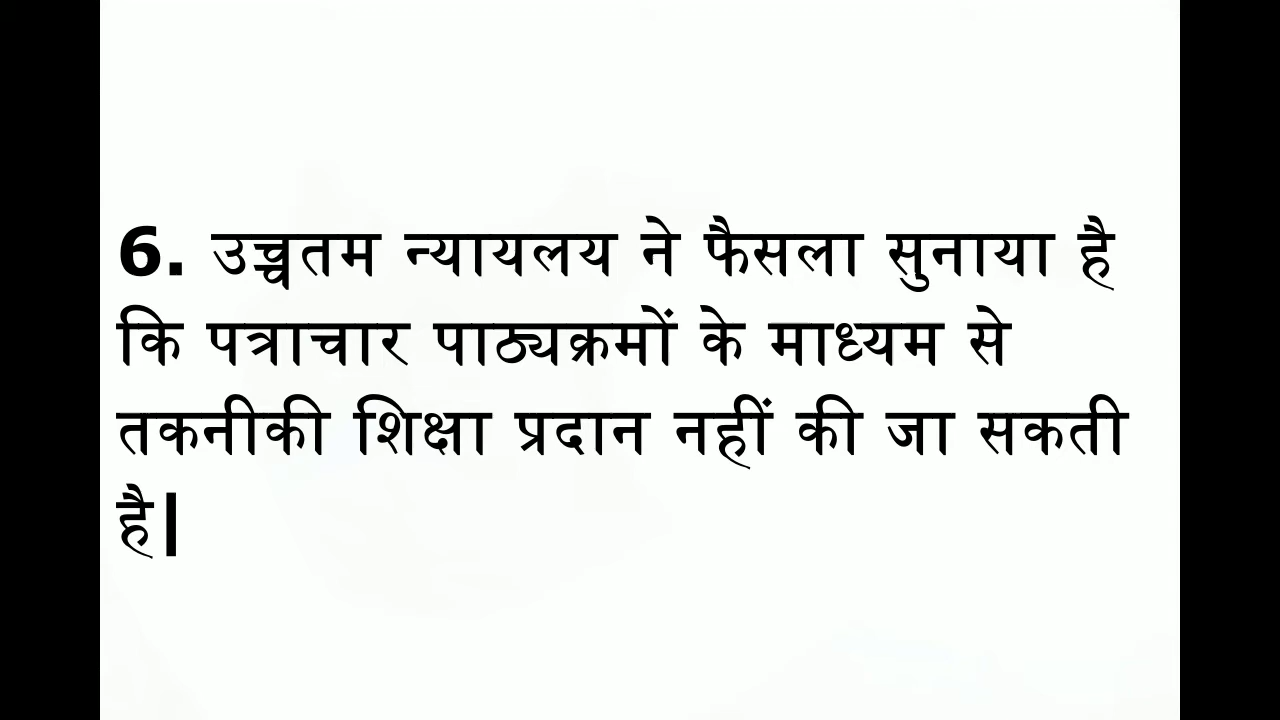 6. उच्चतम न्यायलय ने फैसला सुनाया है
कि पत्राचार पाठ्यक्रमों के माध्यम से
तकनीकी शिक्षा प्रदान नहीं की जा सकती
है|